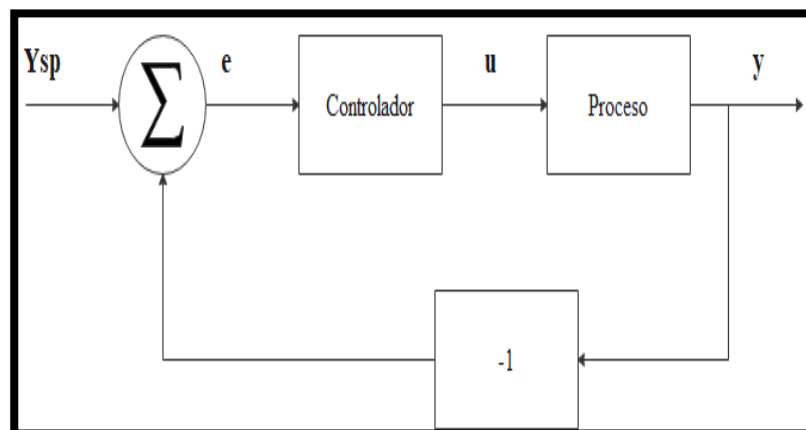 Ysp
e
u
y
Σ
Controlador
Proceso
-1